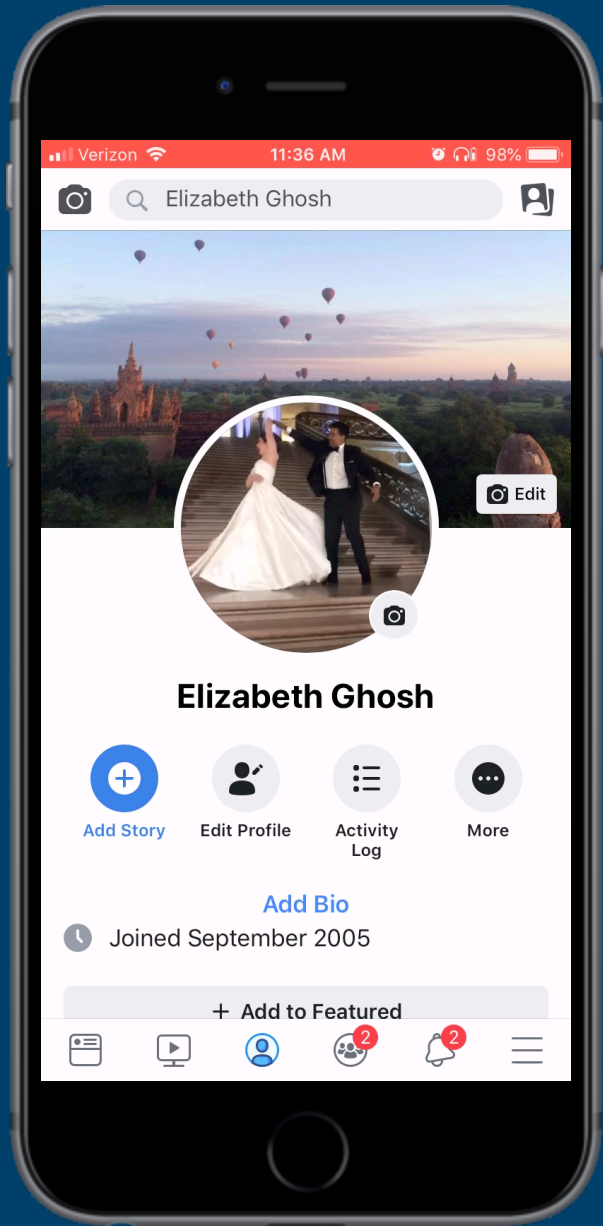 Verizon 11:36 AM 98%
Elizabeth Ghosh
Edit
Elizabeth Ghosh
Add Story Edit Profile Activity Log More
Add Bio
Joined September 2005
+ Add to Featured
2 2